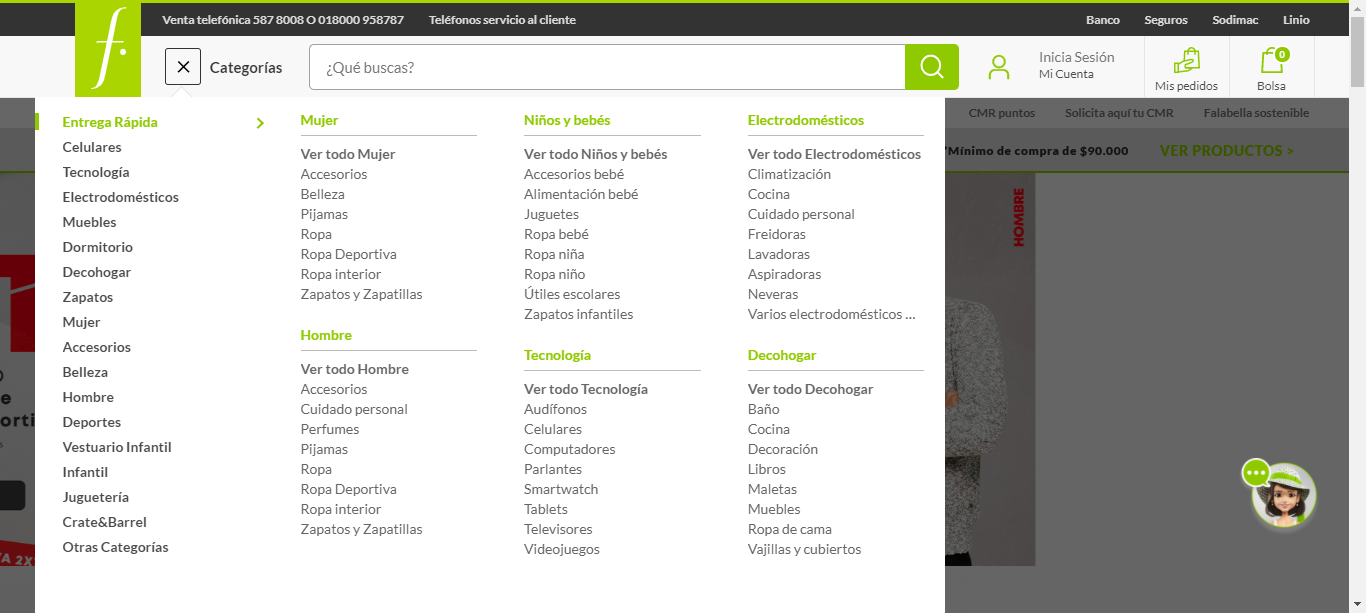 Venta telefónica 587 8008 O 018000 958787
Teléfonos servicio al cliente
Banco
Seguros
Sodimac
Linio
f.
Categorías
¿Qué buscas?
Inicia Sesión
Mi Cuenta
Mis pedidos
0
Bolsa
CMR puntos
Solicita aquí tu CMR
Falabella sostenible
*Mínimo de compra de $90.000
VER PRODUCTOS >
Entrega Rápida
Celulares
Tecnología
Electrodomésticos
Muebles
Dormitorio
Decohogar
Zapatos
Mujer
Accesorios
Belleza
Hombre
Deportes
Vestuario Infantil
Infantil
Juguetería
Crate&Barrel
Otras Categorías
Mujer
Ver todo Mujer
Accesorios
Belleza
Pijamas
Ropa
Ropa Deportiva
Ropa interior
Zapatos y Zapatillas
Hombre
Ver todo Hombre
Accesorios
Cuidado personal
Perfumes
Pijamas
Ropa
Ropa Deportiva
Ropa interior
Zapatos y Zapatillas
Niños y bebés
Ver todo Niños y bebés
Accesorios bebé
Alimentación bebé
Juguetes
Ropa bebé
Ropa niña
Ropa niño
Útiles escolares
Zapatos infantiles
Tecnología
Ver todo Tecnología
Audífonos
Celulares
Computadores
Parlantes
Smartwatch
Tablets
Televisores
Videojuegos
Electrodomésticos
Ver todo Electrodomésticos
Climatización
Cocina
Cuidado personal
Freidoras
Lavadoras
Aspiradoras
Neveras
Varios electrodomésticos ...
Decohogar
Ver todo Decohogar
Baño
Cocina
Decoración
Libros
Maletas
Muebles
Ropa de cama
Vajillas y cubiertos
HOMBRE